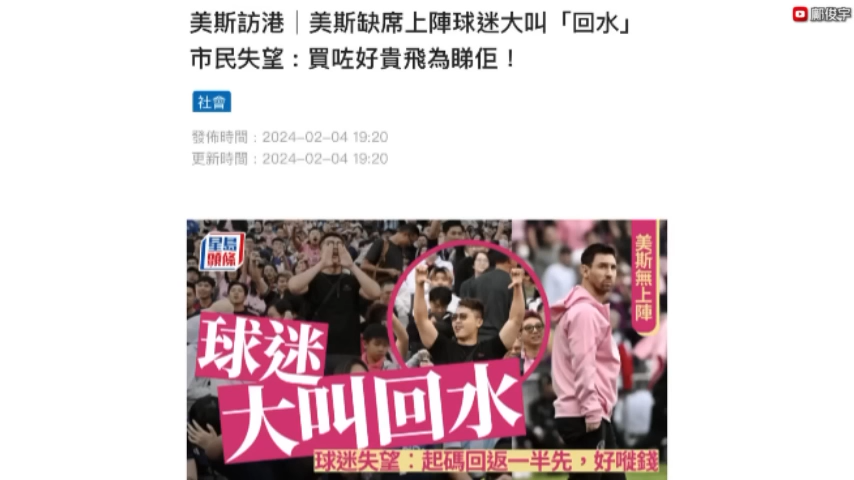 鄺俊宇
美斯訪港｜美斯缺席上陣球迷大叫「回水」
市民失望：買咗好貴飛為睇佢！
社會
發佈時間：2024-02-04 19:20
更新時間：2024-02-04 19:20
星島
頭條
美斯無上陣
球迷
大叫回水
球迷失望：起碼回返一半先，好嘥錢